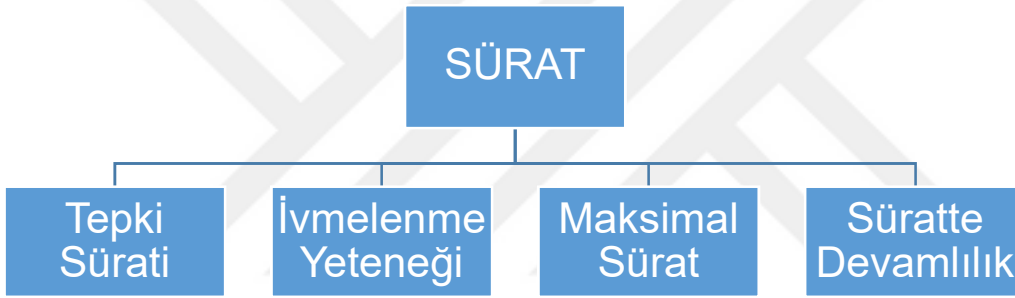 SÜRAT
Tepki
Sürati
İvmelenme
Yeteneği
Maksimal
Sürat
Süratte
Devamlılık